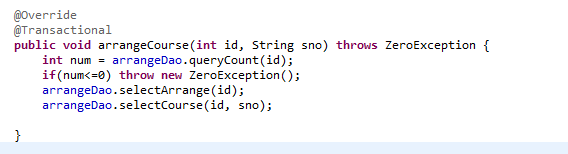 @Override
@Transactional
public void arrangeCourse(int id, String sno) throws ZeroException {
    int num = arrangeDao.queryCount(id);
    if(num<=0) throw new ZeroException();
    arrangeDao.selectArrange(id);
    arrangeDao.selectCourse(id, sno);
}